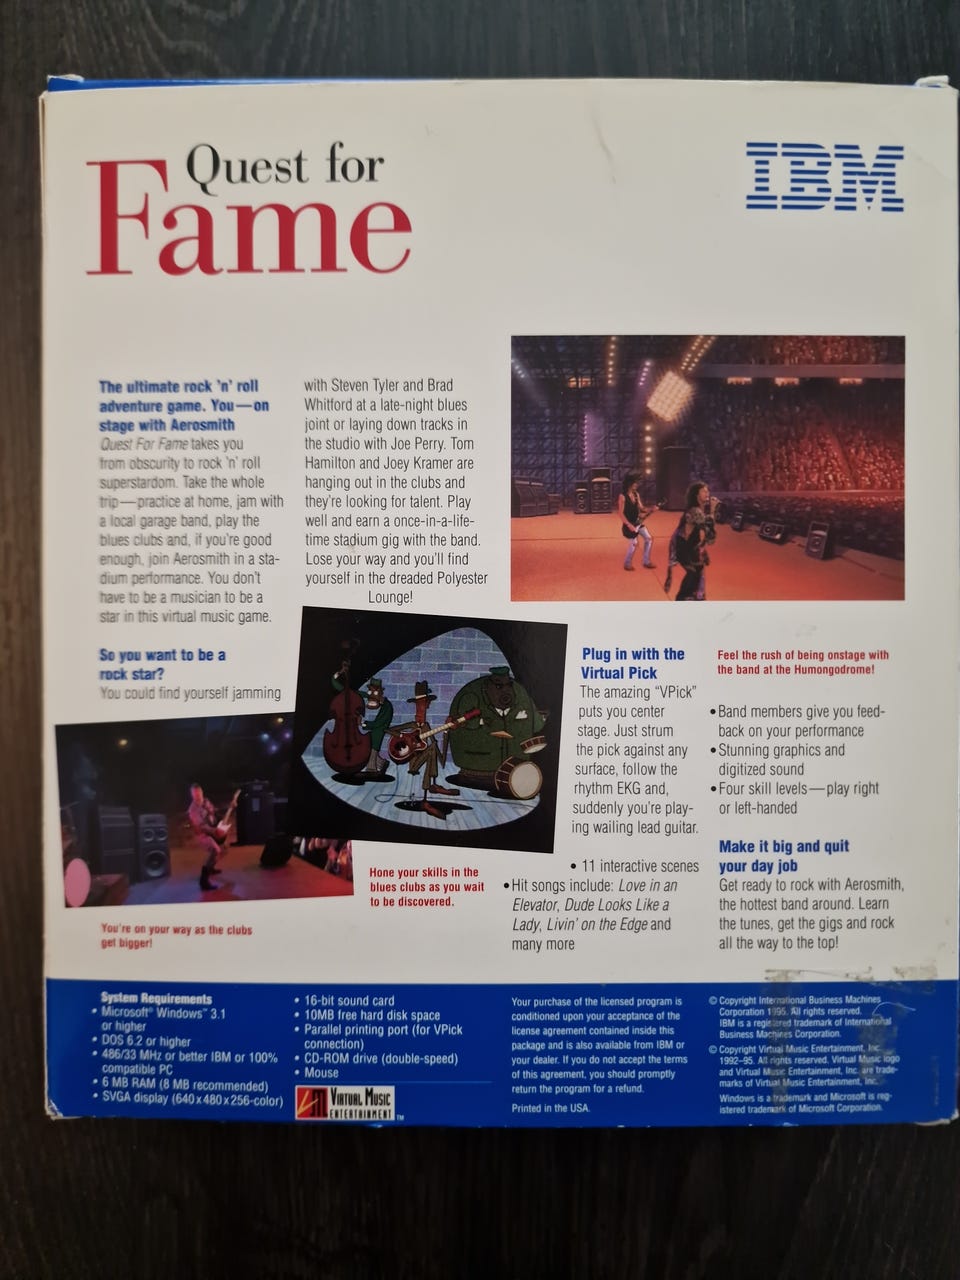 Quest for
Fame
IBM
The ultimate rock 'n' roll
adventure game. You—on
stage with Aerosmith
Quest For Fame takes you
from obscurity to rock 'n' roll
superstardom. Take the whole
trip—practice at home, jam with
a local garage band, play the
blues clubs and, if you're good
enough, join Aerosmith in a sta-
dium performance. You don't
have to be a musician to be a
star in this virtual music game.
So you want to be a
rock star?
You could find yourself jamming
with Steven Tyler and Brad
Whitford at a late-night blues
joint or laying down tracks in
the studio with Joe Perry. Tom
Hamilton and Joey Kramer are
hanging out in the clubs and
they're looking for talent. Play
well and earn a once-in-a-life-
time stadium gig with the band.
Lose your way and you'll find
yourself in the dreaded Polyester
Lounge!
You're on your way as the clubs
get bigger!
Hone your skills in the
blues clubs as you wait
to be discovered.
Plug in with the
Virtual Pick
The amazing "VPick"
puts you center
stage. Just strum
the pick against any
surface, follow the
rhythm EKG and,
suddenly you're play-
ing wailing lead guitar.
• 11 interactive scenes
• Hit songs include: Love in an
Elevator, Dude Looks Like a
Lady, Livin' on the Edge and
many more
Feel the rush of being onstage with
the band at the Humongodrome!
• Band members give you feed-
back on your performance
• Stunning graphics and
digitized sound
• Four skill levels—play right
or left-handed
Make it big and quit
your day job
Get ready to rock with Aerosmith,
the hottest band around. Learn
the tunes, get the gigs and rock
all the way to the top!
System Requirements
• Microsoft® Windows™ 3.1
or higher
• DOS 6.2 or higher
• 486/33 MHz or better IBM or 100%
compatible PC
• 6 MB RAM (8 MB recommended)
• SVGA display (640x480x256-color)
• 16-bit sound card
• 10MB free hard disk space
• Parallel printing port (for VPick
connection)
• CD-ROM drive (double-speed)
• Mouse
VIRTUAL MUSIC
ENTERTAINMENT™
Your purchase of the licensed program is
conditioned upon your acceptance of the
license agreement contained inside this
package and is also available from IBM or
your dealer. If you do not accept the terms
of this agreement, you should promptly
return the program for a refund.
Printed in the USA.
© Copyright International Business Machines
Corporation 1995. All rights reserved.
IBM is a registered trademark of International
Business Machines Corporation.
© Copyright Virtual Music Entertainment, Inc.
1992-95. All rights reserved. Virtual Music logo
and Virtual Music Entertainment, Inc. are trade-
marks of Virtual Music Entertainment, Inc.
Windows is a trademark and Microsoft is reg-
istered trademark of Microsoft Corporation.